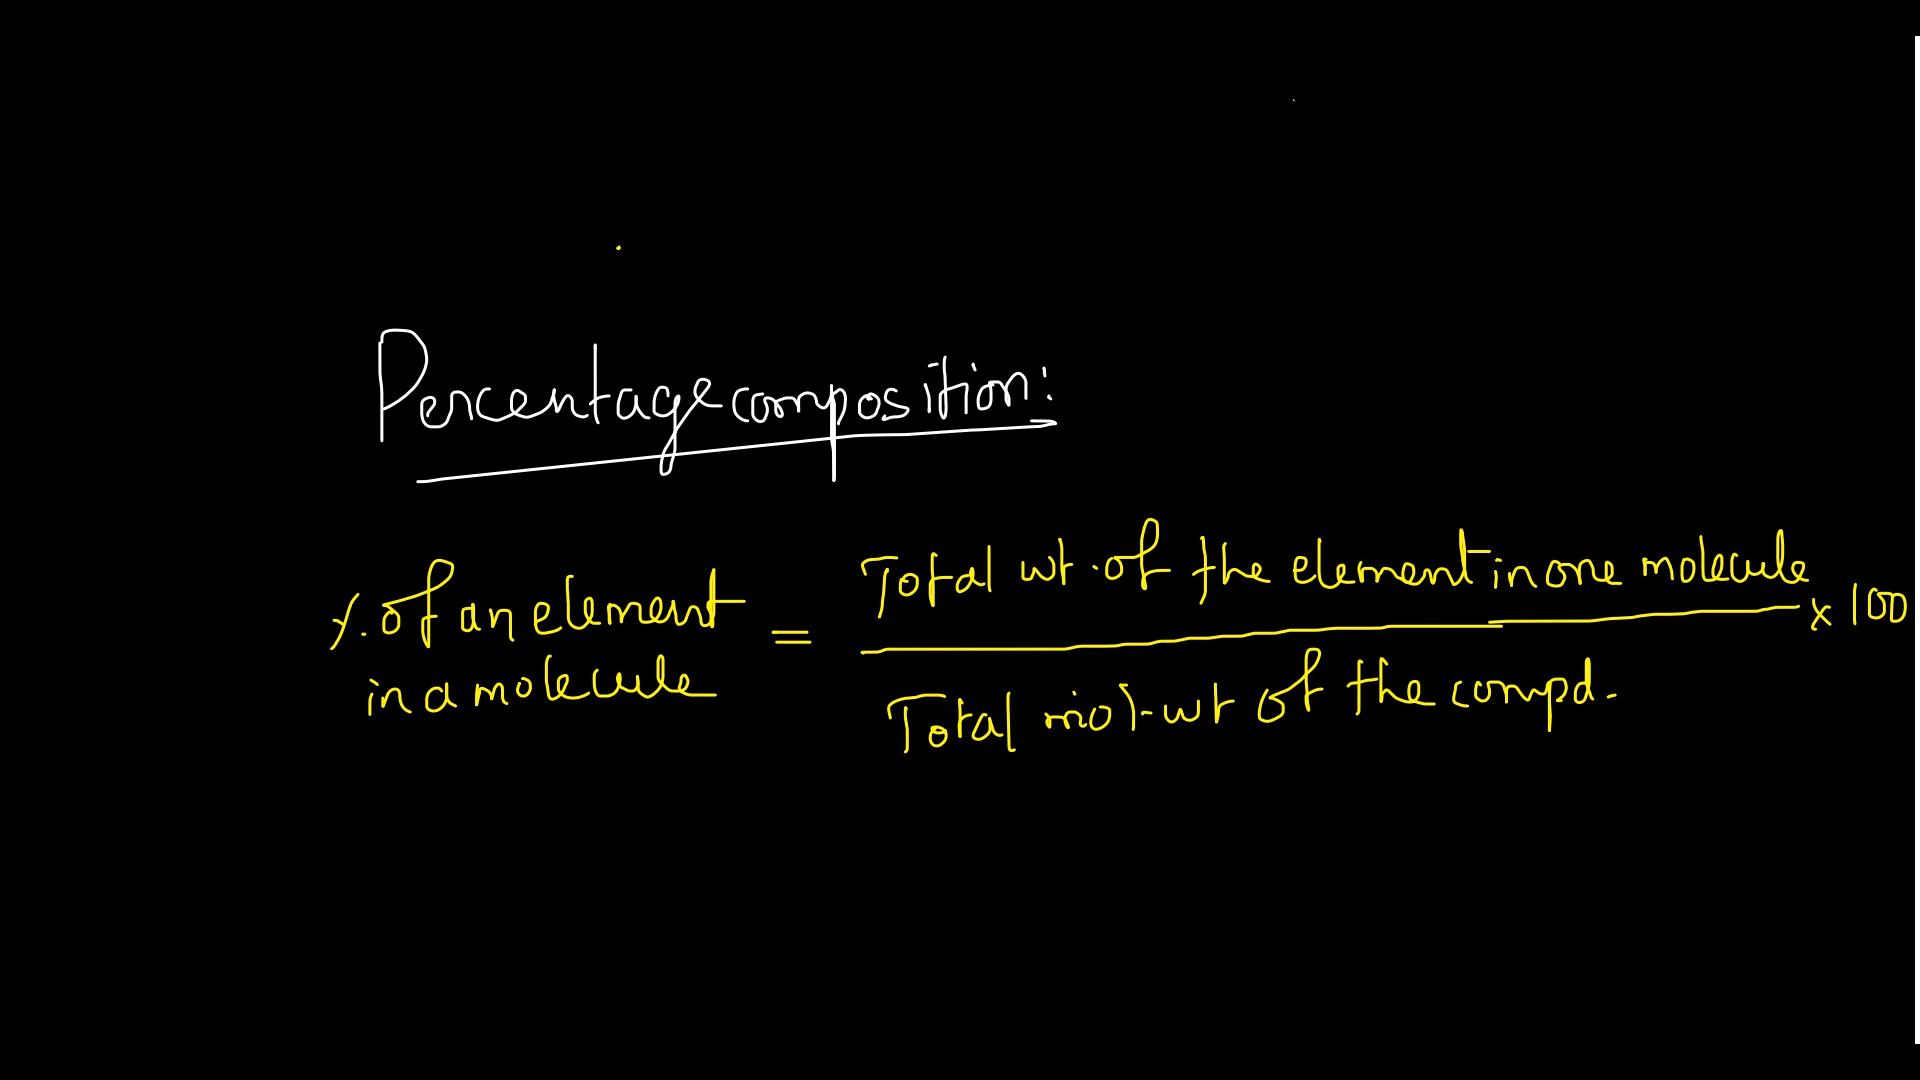 Percentage composition:
Total wt. of the element in one molecule
%. of an element = x 100
in a molecule
Total mol-wt of the compd.